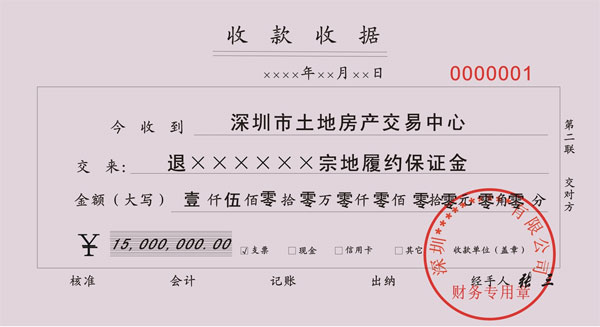 收款收据
××××年××月××日
0000001
今收到 深圳市土地房产交易中心
交来: 退××××××宗地履约保证金
金额（大写） 壹仟伍佰零拾零万零仟零佰零拾零元零角零分
¥ 15,000,000.00 ☑支票 □现金 □信用卡 □其它 收款单位（盖章）
核准 会计 记账 出纳 经手人 张三
第二联 交对方
深圳*********有限公司
财务专用章